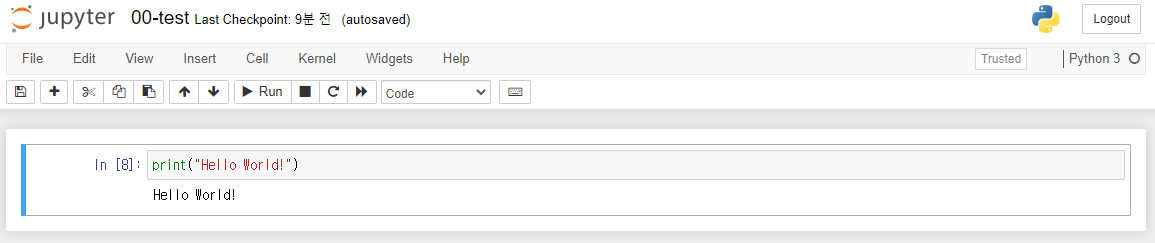 jupyter 00-test Last Checkpoint: 9분 전 (autosaved) Logout
File Edit View Insert Cell Kernel Widgets Help Trusted Python 3
Run Code
In [8]: print("Hello World!")
Hello World!